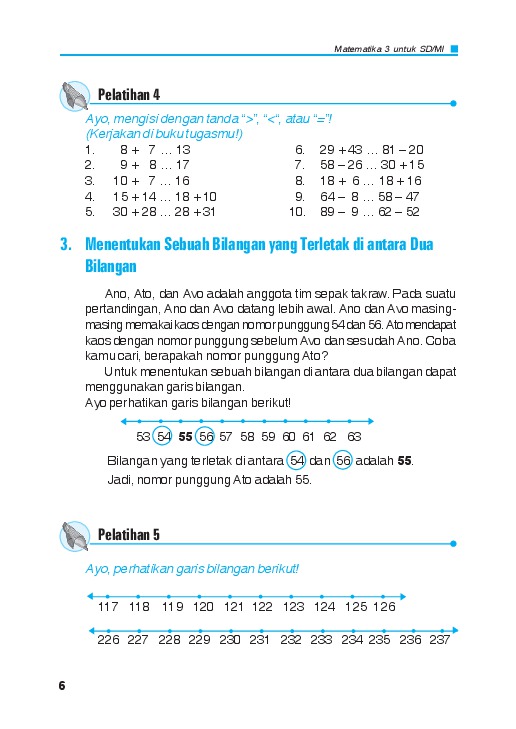 Matematika 3 untuk SD/MI
Pelatihan 4
Ayo, mengisi dengan tanda “>”, “<“, atau “=”!
(Kerjakan di buku tugasmu!)
1. 8 + 7 ... 13
2. 9 + 8 ... 17
3. 10 + 7 ... 16
4. 15 + 14 ... 18 + 10
5. 30 + 28 ... 28 + 31
6. 29 + 43 ... 81 – 20
7. 58 – 26 ... 30 + 15
8. 18 + 6 ... 18 + 16
9. 64 – 8 ... 58 – 47
10. 89 – 9 ... 62 – 52
3. Menentukan Sebuah Bilangan yang Terletak di antara Dua
Bilangan
Ano, Ato, dan Avo adalah anggota tim sepak takraw. Pada suatu
pertandingan, Ano dan Avo datang lebih awal. Ano dan Avo masing-
masing memakai kaos dengan nomor punggung 54 dan 56. Ato mendapat
kaos dengan nomor punggung sebelum Avo dan sesudah Ano. Coba
kamu cari, berapakah nomor punggung Ato?
Untuk menentukan sebuah bilangan di antara dua bilangan dapat
menggunakan garis bilangan.
Ayo perhatikan garis bilangan berikut!
53 54 55 56 57 58 59 60 61 62 63
Bilangan yang terletak di antara 54 dan 56 adalah 55.
Jadi, nomor punggung Ato adalah 55.
Pelatihan 5
Ayo, perhatikan garis bilangan berikut!
117 118 119 120 121 122 123 124 125 126
226 227 228 229 230 231 232 233 234 235 236 237
6